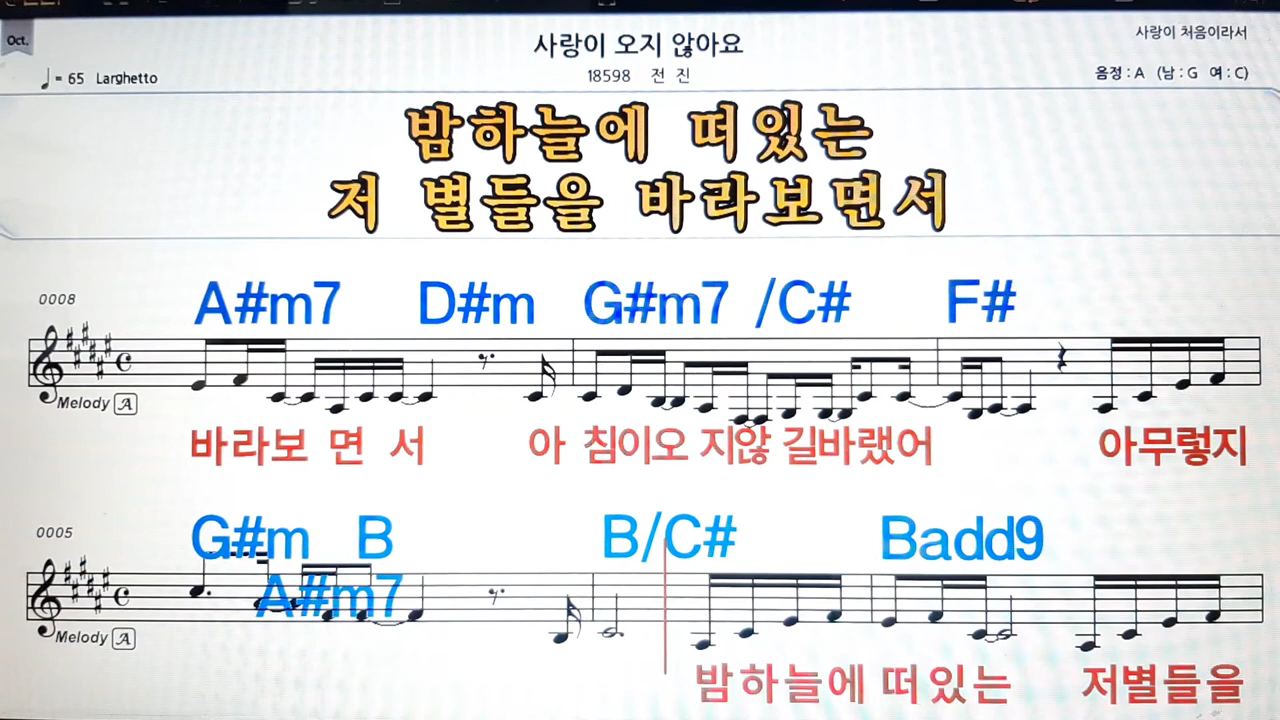 Oct.
사랑이 오지 않아요
사랑이 처음이라서
♩= 65 Larghetto
18598 전 진
음정 : A (남 : G 여 : C)
밤하늘에 떠있는
저 별들을 바라보면서
0008
A#m7 D#m G#m7 /C# F#
Melody A
바라보 면 서 아 침이오 지않 길바랬어 아무렇지
0005
G#m B B/C# Badd9
A#m7
Melody A
밤하늘에 떠있는 저별들을